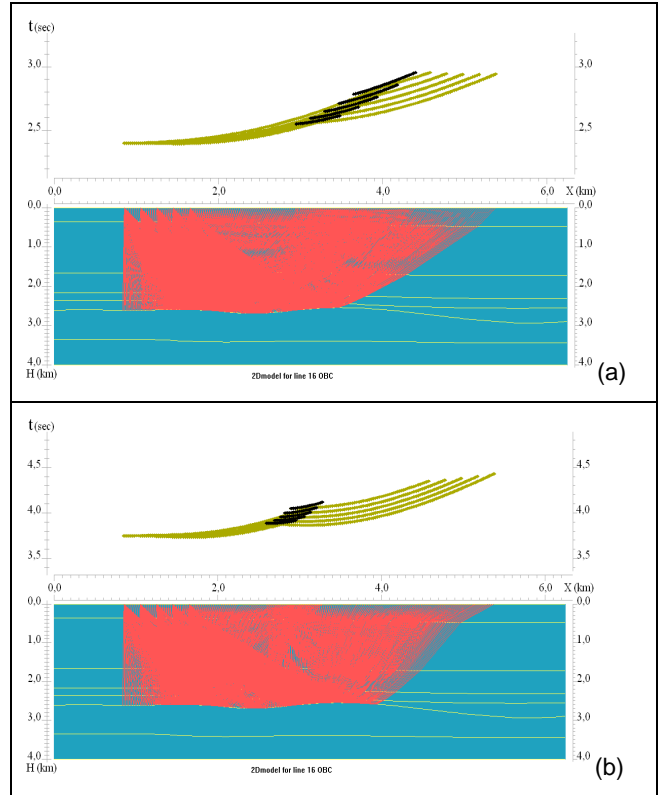 t(sec)
3,0 3,0
2,5 2,5
0,0 2,0 4,0 6,0 X (km)
0,0 0,0
1,0 1,0
2,0 2,0
3,0 3,0
4,0 4,0
H (km)
2Dmodel for line 16 OBC
(a)
t(sec)
4,5 4,5
4,0 4,0
3,5 3,5
0,0 2,0 4,0 6,0 X (km)
0,0 0,0
1,0 1,0
2,0 2,0
3,0 3,0
4,0 4,0
H (km)
2Dmodel for line 16 OBC
(b)